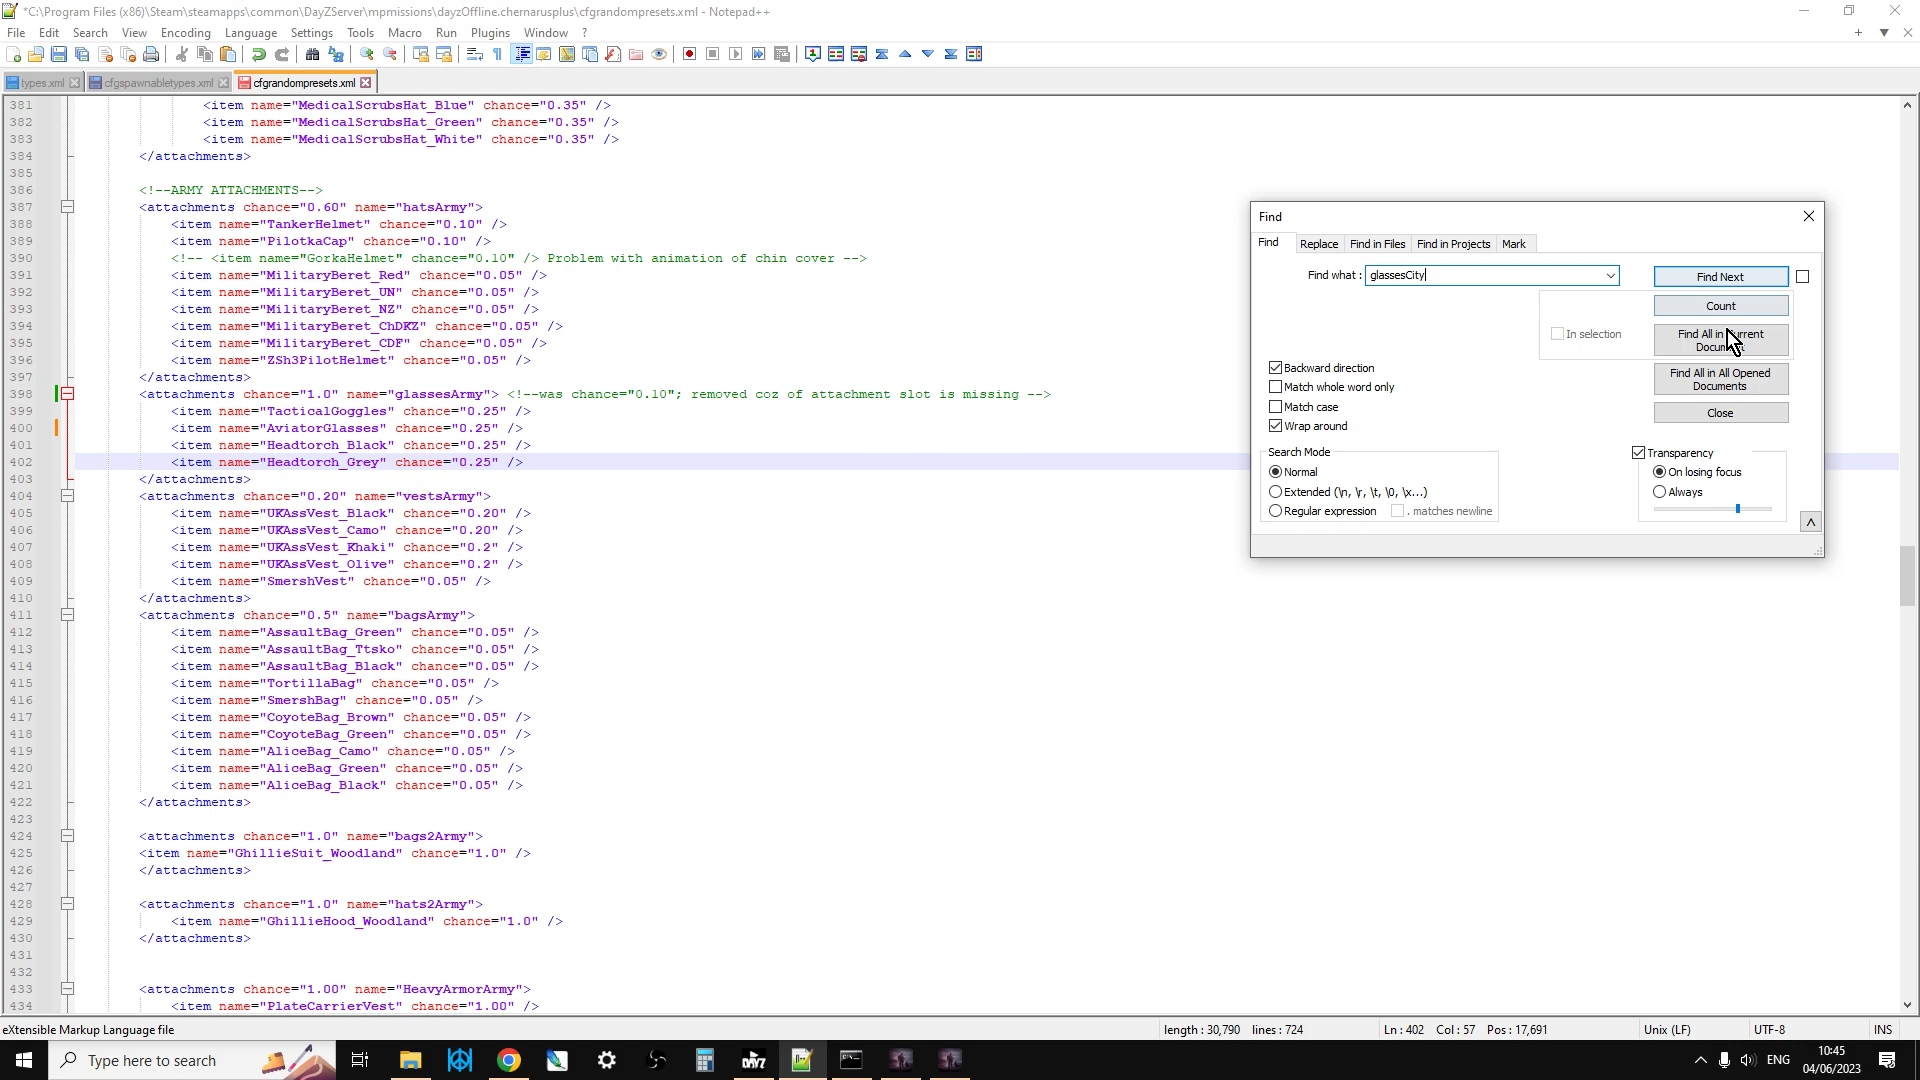 *C:\Program Files (x86)\Steam\steamapps\common\DayZServer\mpmissions\dayzOffline.chernarusplus\cfgrandompresets.xml - Notepad++
File Edit Search View Encoding Language Settings Tools Macro Run Plugins Window ?
types.xml cfgspawnabletypes.xml cfgrandompresets.xml
381 <item name="MedicalScrubsHat_Blue" chance="0.35" />
382 <item name="MedicalScrubsHat_Green" chance="0.35" />
383 <item name="MedicalScrubsHat_White" chance="0.35" />
384 </attachments>
385
386 <!--ARMY ATTACHMENTS-->
387 <attachments chance="0.60" name="hatsArmy">
388 <item name="TankerHelmet" chance="0.10" />
389 <item name="PilotkaCap" chance="0.10" />
390 <!-- <item name="GorkaHelmet" chance="0.10" /> Problem with animation of chin cover -->
391 <item name="MilitaryBeret_Red" chance="0.05" />
392 <item name="MilitaryBeret_UN" chance="0.05" />
393 <item name="MilitaryBeret_NZ" chance="0.05" />
394 <item name="MilitaryBeret_ChDKZ" chance="0.05" />
395 <item name="MilitaryBeret_CDF" chance="0.05" />
396 <item name="ZSh3PilotHelmet" chance="0.05" />
397 </attachments>
398 <attachments chance="1.0" name="glassesArmy"> <!--was chance="0.10"; removed coz of attachment slot is missing -->
399 <item name="TacticalGoggles" chance="0.25" />
400 <item name="AviatorGlasses" chance="0.25" />
401 <item name="Headtorch_Black" chance="0.25" />
402 <item name="Headtorch_Grey" chance="0.25" />
403 </attachments>
404 <attachments chance="0.20" name="vestsArmy">
405 <item name="UKAssVest_Black" chance="0.20" />
406 <item name="UKAssVest_Camo" chance="0.20" />
407 <item name="UKAssVest_Khaki" chance="0.2" />
408 <item name="UKAssVest_Olive" chance="0.2" />
409 <item name="SmershVest" chance="0.05" />
410 </attachments>
411 <attachments chance="0.5" name="bagsArmy">
412 <item name="AssaultBag_Green" chance="0.05" />
413 <item name="AssaultBag_Ttsko" chance="0.05" />
414 <item name="AssaultBag_Black" chance="0.05" />
415 <item name="TortillaBag" chance="0.05" />
416 <item name="SmershBag" chance="0.05" />
417 <item name="CoyoteBag_Brown" chance="0.05" />
418 <item name="CoyoteBag_Green" chance="0.05" />
419 <item name="AliceBag_Camo" chance="0.05" />
420 <item name="AliceBag_Green" chance="0.05" />
421 <item name="AliceBag_Black" chance="0.05" />
422 </attachments>
423
424 <attachments chance="1.0" name="bags2Army">
425 <item name="GhillieSuit_Woodland" chance="1.0" />
426 </attachments>
427
428 <attachments chance="1.0" name="hats2Army">
429 <item name="GhillieHood_Woodland" chance="1.0" />
430 </attachments>
431
432
433 <attachments chance="1.00" name="HeavyArmorArmy">
434 <item name="PlateCarrierVest" chance="1.00" />
Find
Find Replace Find in Files Find in Projects Mark
Find what : glassesCity
Find Next
Count
In selection
Find All in Current Document
Backward direction
Match whole word only
Find All in All Opened Documents
Match case
Close
Wrap around
Search Mode
Normal
Extended (\n, \r, \t, \0, \x...)
Regular expression . matches newline
Transparency
On losing focus
Always
eXtensible Markup Language file length : 30,790 lines : 724 Ln : 402 Col : 57 Pos : 17,691 Unix (LF) UTF-8 INS
Type here to search
DAYZ
ENG
10:45
04/06/2023